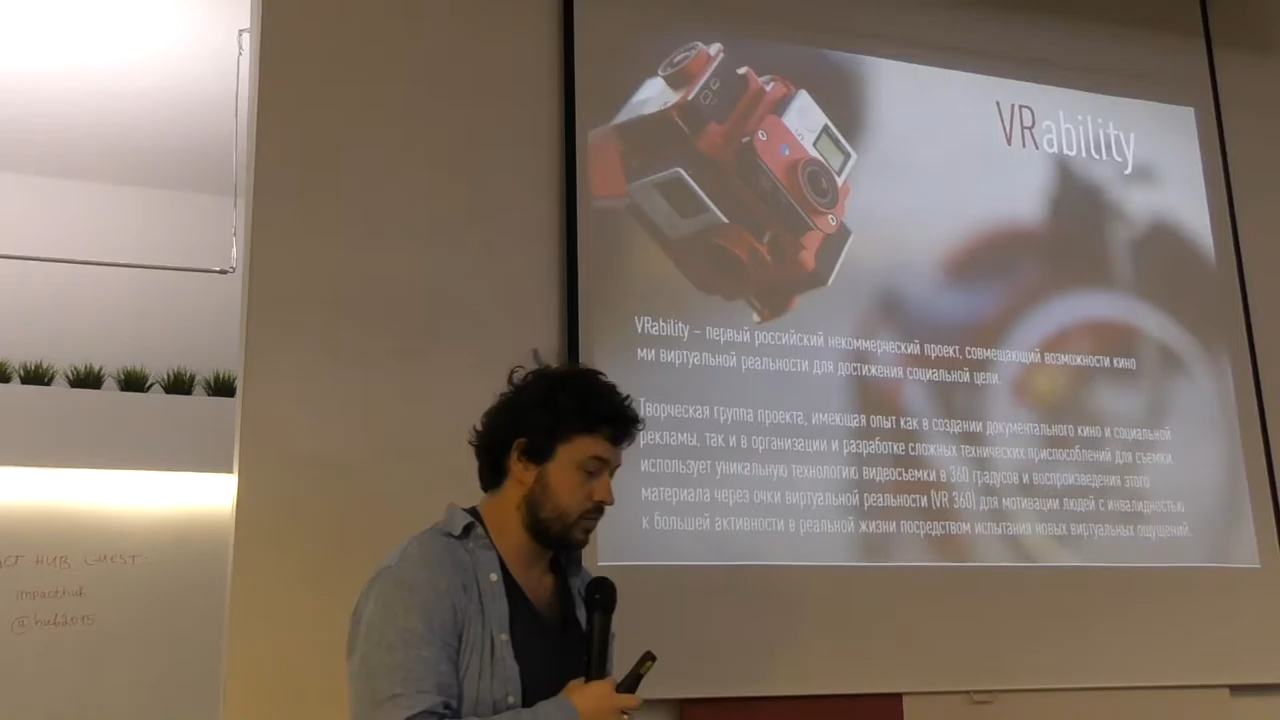 VRability
VRability – первый российский некоммерческий проект, совмещающий возможности кино
ми виртуальной реальности для достижения социальной цели.
Творческая группа проекта, имеющая опыт как в создании документального кино и социальной
рекламы, так и в организации и разработке сложных технических приспособлений для съемки,
использует уникальную технологию видеосъемки в 360 градусов и воспроизведения этого
материала через очки виртуальной реальности (VR 360) для мотивации людей с инвалидностью
к большей активности в реальной жизни посредством испытания новых виртуальных ощущений.
HUB GUEST:
impacthub
@hub2015